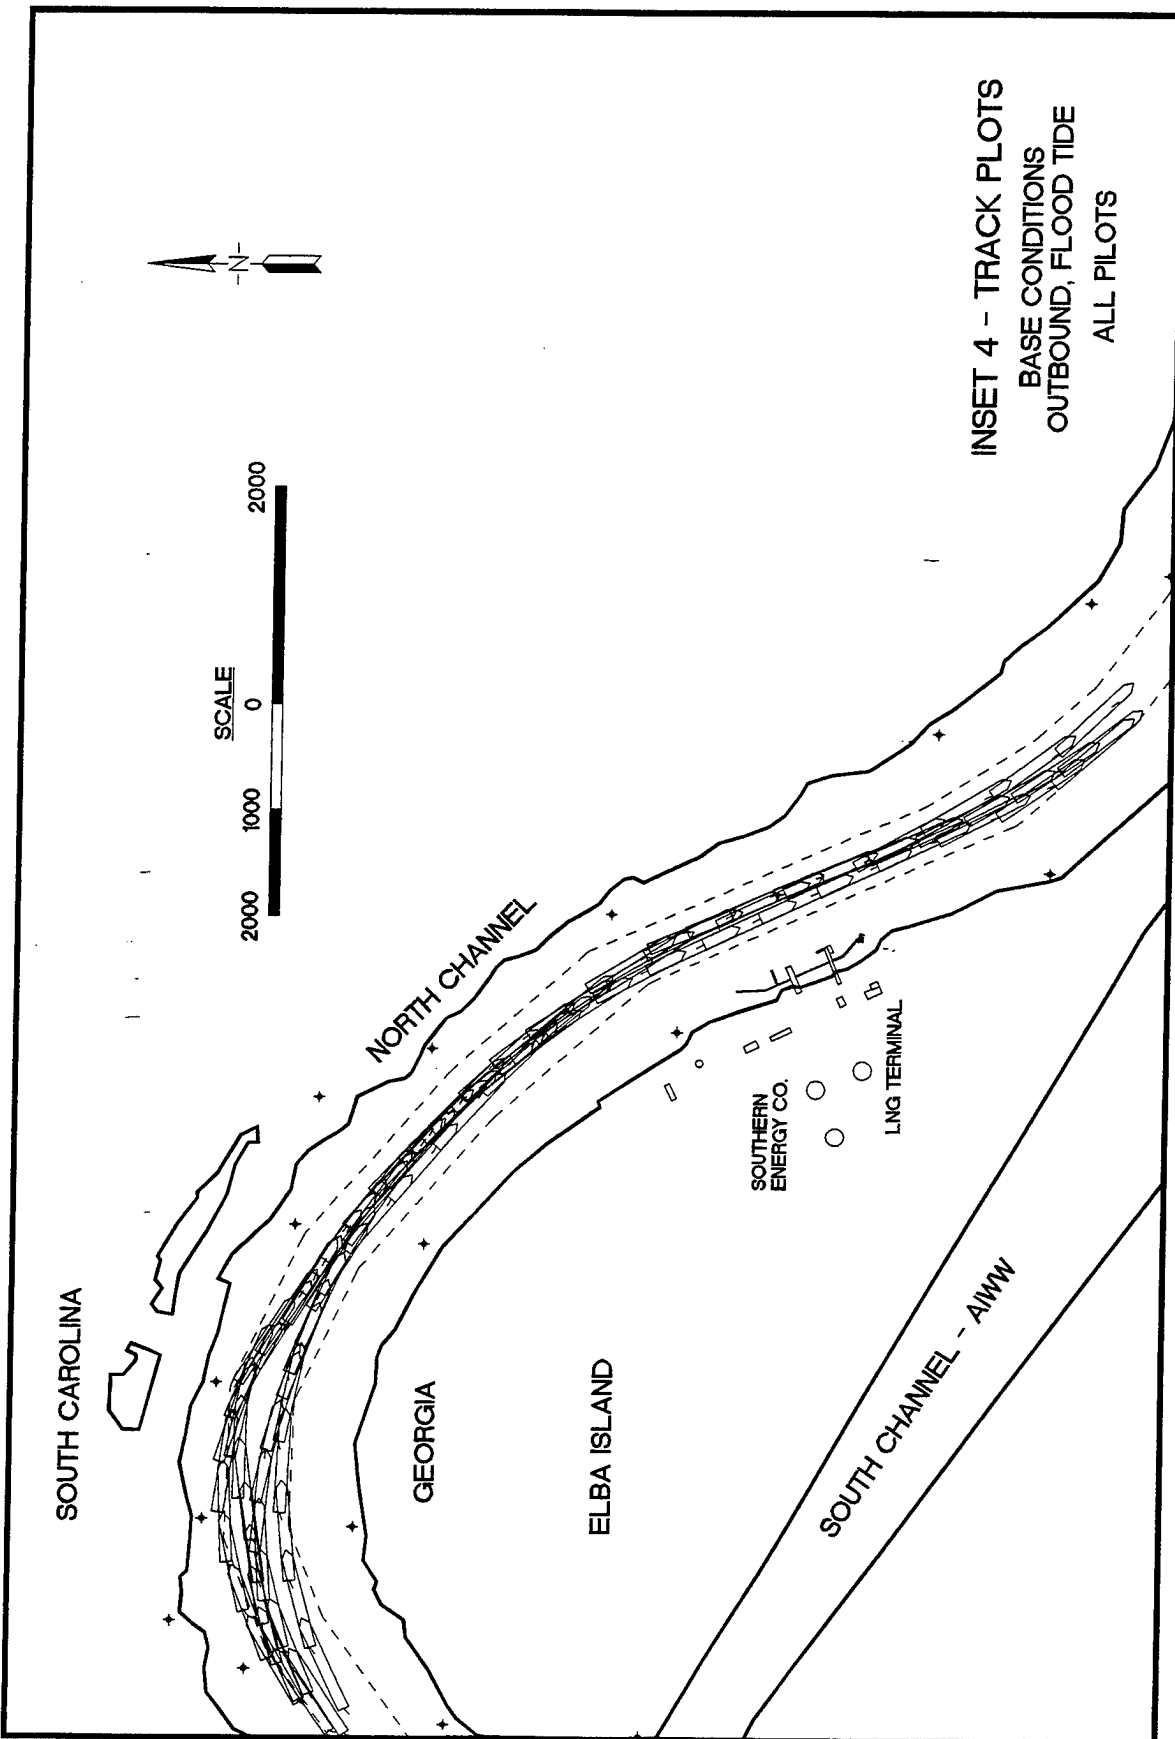 SOUTH CAROLINA
NORTH CHANNEL
SCALE
2000 1000 0 2000
-N-
GEORGIA
ELBA ISLAND
SOUTHERN
ENERGY CO.
LNG TERMINAL
SOUTH CHANNEL - AIWW
INSET 4 - TRACK PLOTS
BASE CONDITIONS
OUTBOUND, FLOOD TIDE
ALL PILOTS